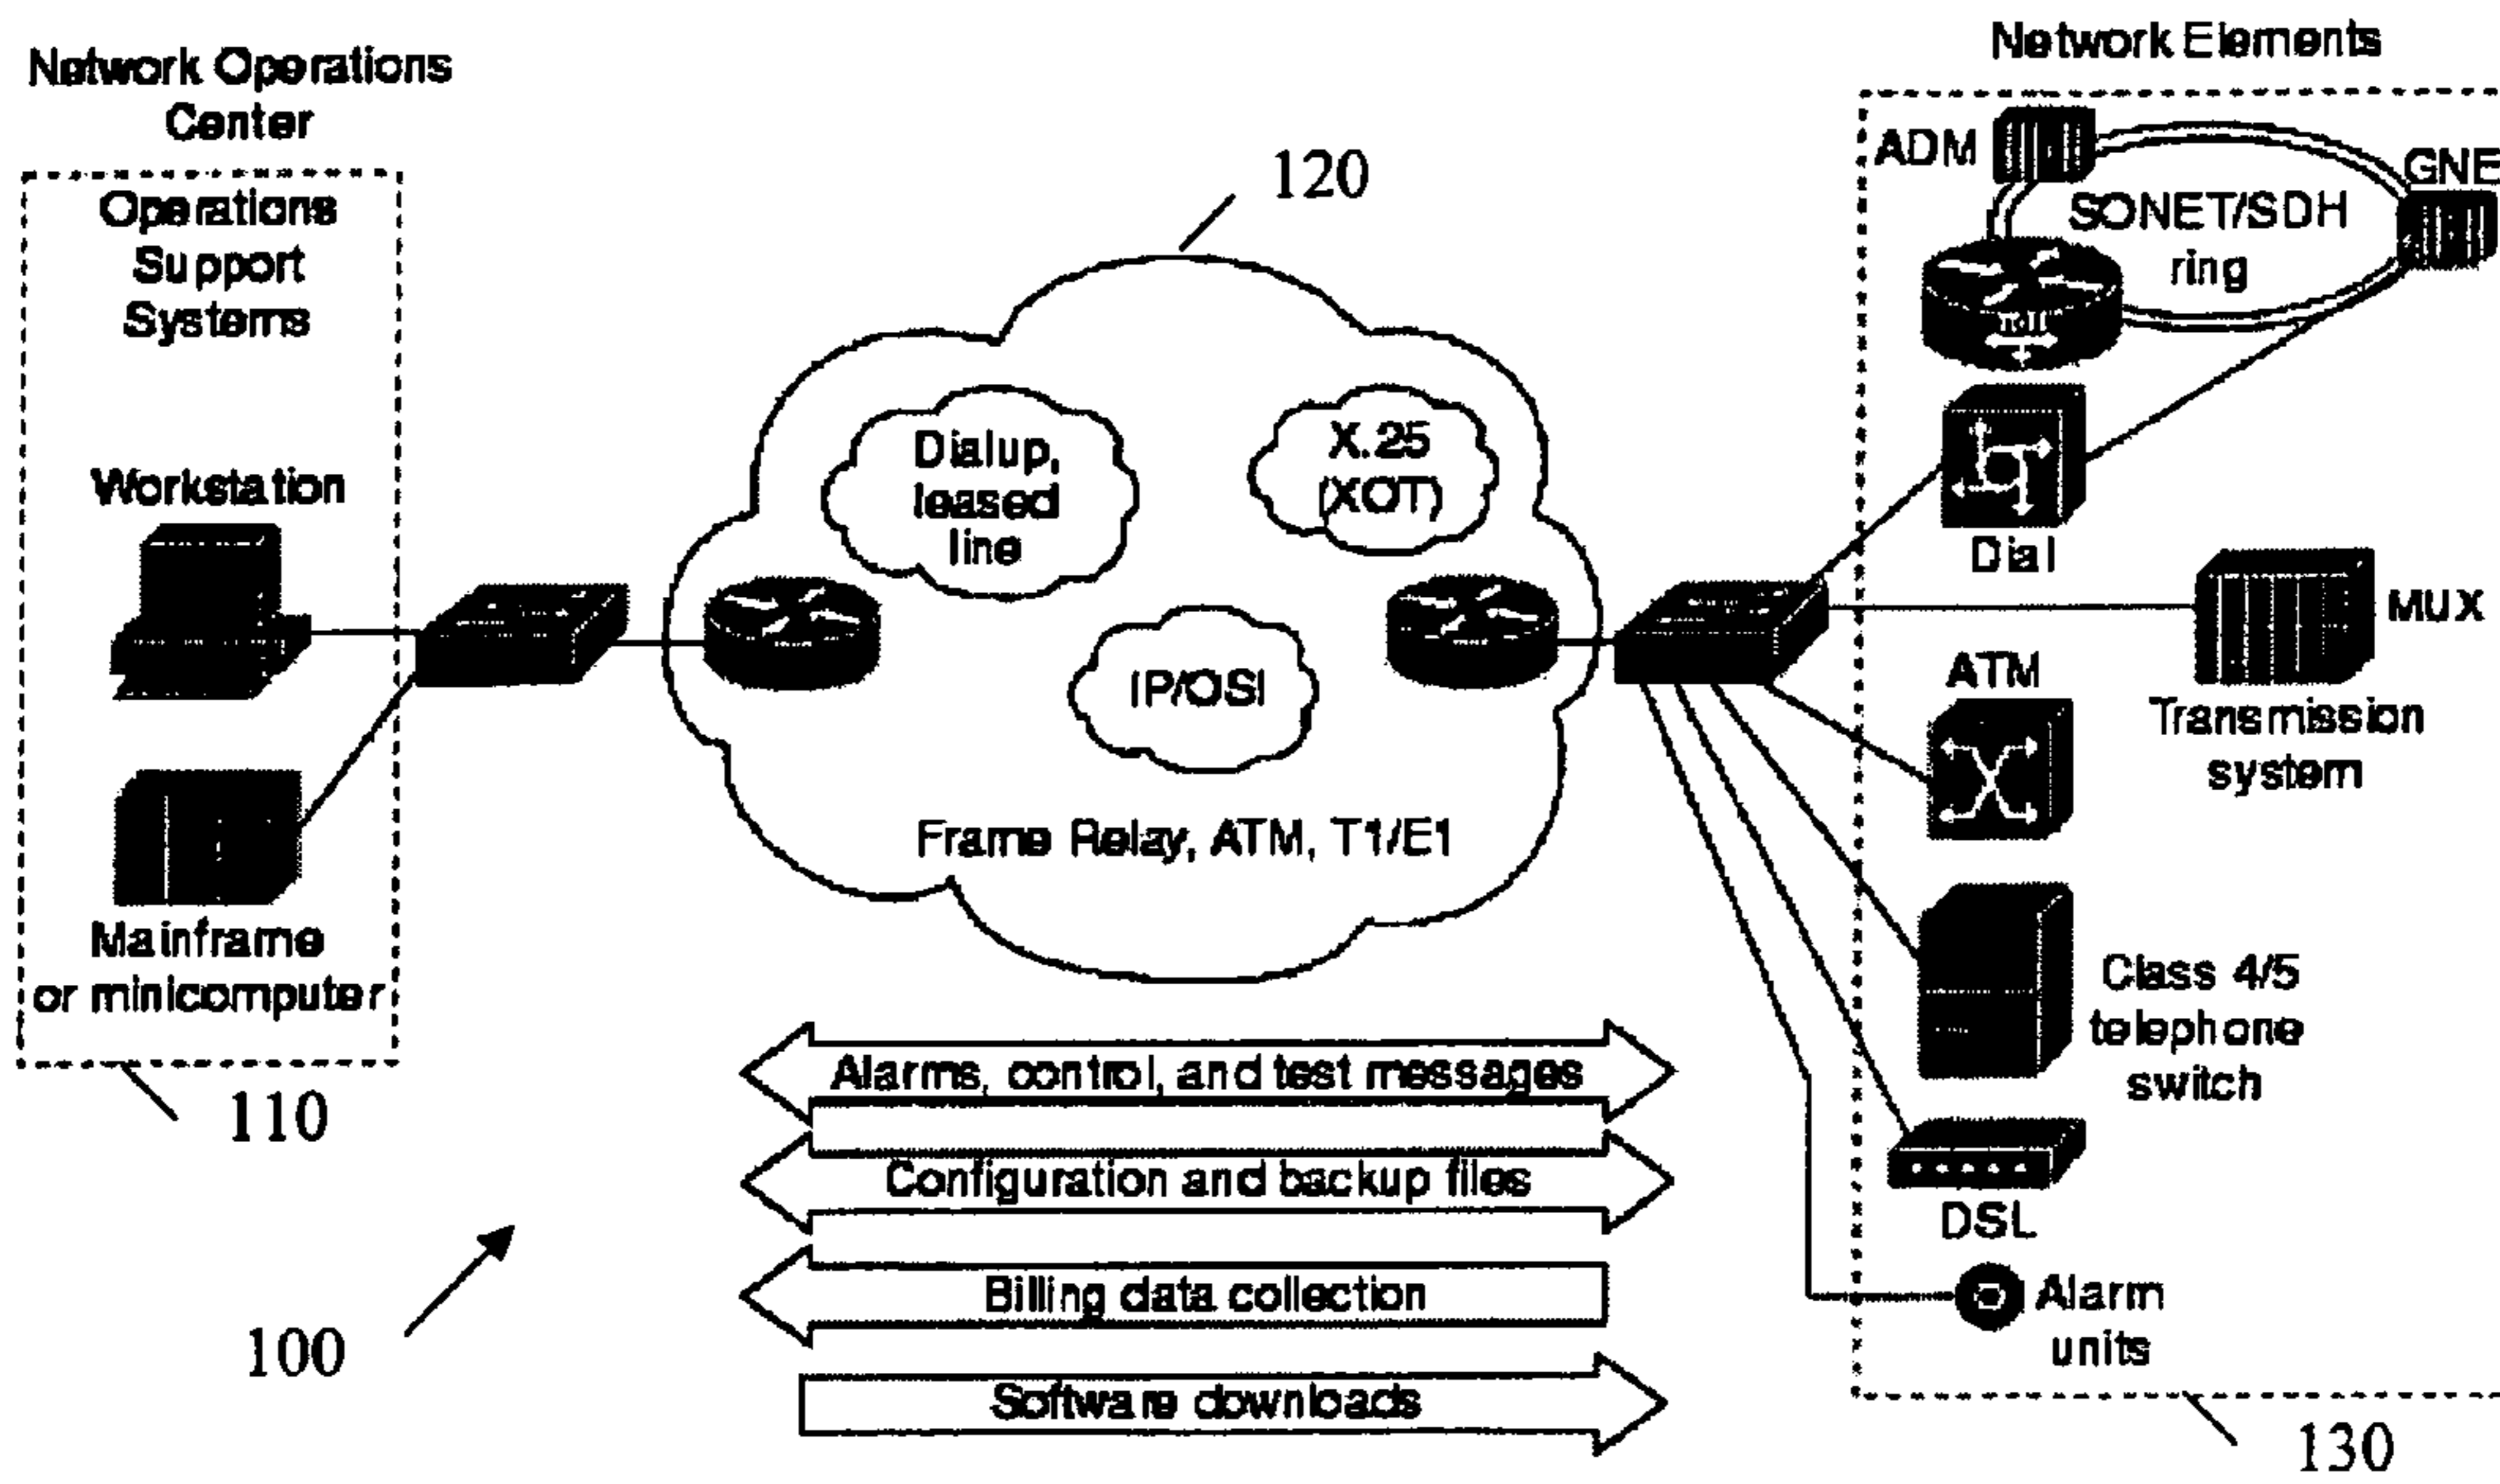 Network Operations
Center
Operations
Support
Systems
Workstation
Mainframe
or minicomputer
110
100
120
Dialup,
leased
line
X.25
(XOT)
IP/OSI
Frame Relay, ATM, T1/E1
Alarms, control, and test messages
Configuration and backup files
Billing data collection
Software downloads
Network Elements
ADM
GNE
SONET/SDH
ring
Dial
MUX
Transmission
system
ATM
Class 4/5
telephone
switch
DSL
Alarm
units
130